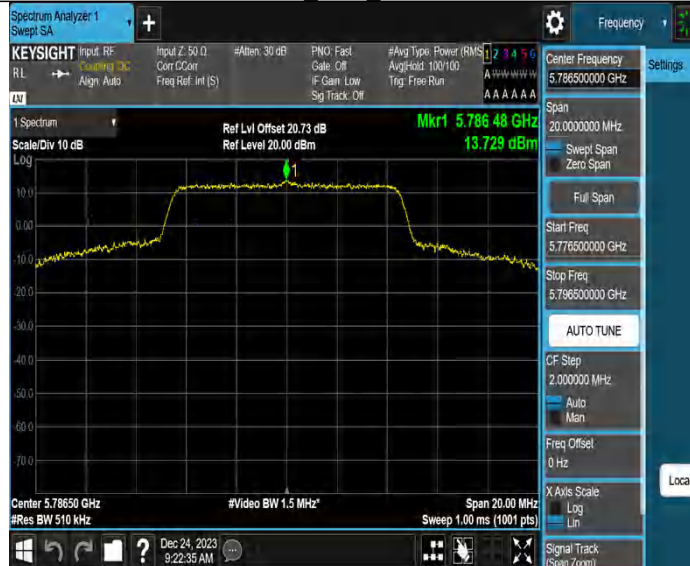 Spectrum Analyzer 1
Swept SA
Frequency
KEYSIGHT
RL
LXI
Input: RF
Coupling: DC
Align: Auto
Input Z: 50 Ω
Corr CCorr
Freq Ref: Int (S)
#Atten: 30 dB
PNO: Fast
Gate: Off
IF Gain: Low
Sig Track: Off
#Avg Type: Power (RMS
Avg|Hold: 100/100
Trig: Free Run
1 2 3 4 5 6
A W W W W W
A A A A A A
1 Spectrum
Scale/Div 10 dB
Ref Lvl Offset 20.73 dB
Ref Level 20.00 dBm
Mkr1 5.786 48 GHz
13.729 dBm
Log
1
10.0
0.00
-10.0
-20.0
-30.0
-40.0
-50.0
-60.0
-70.0
Center 5.78650 GHz
#Res BW 510 kHz
#Video BW 1.5 MHz*
Span 20.00 MHz
Sweep 1.00 ms (1001 pts)
Dec 24, 2023
9:22:35 AM
Center Frequency
5.786500000 GHz
Settings
Span
20.0000000 MHz
Swept Span
Zero Span
Full Span
Start Freq
5.776500000 GHz
Stop Freq
5.796500000 GHz
AUTO TUNE
CF Step
2.000000 MHz
Auto
Man
Freq Offset
0 Hz
X Axis Scale
Log
Lin
Loca
Signal Track
(Span Zoom)